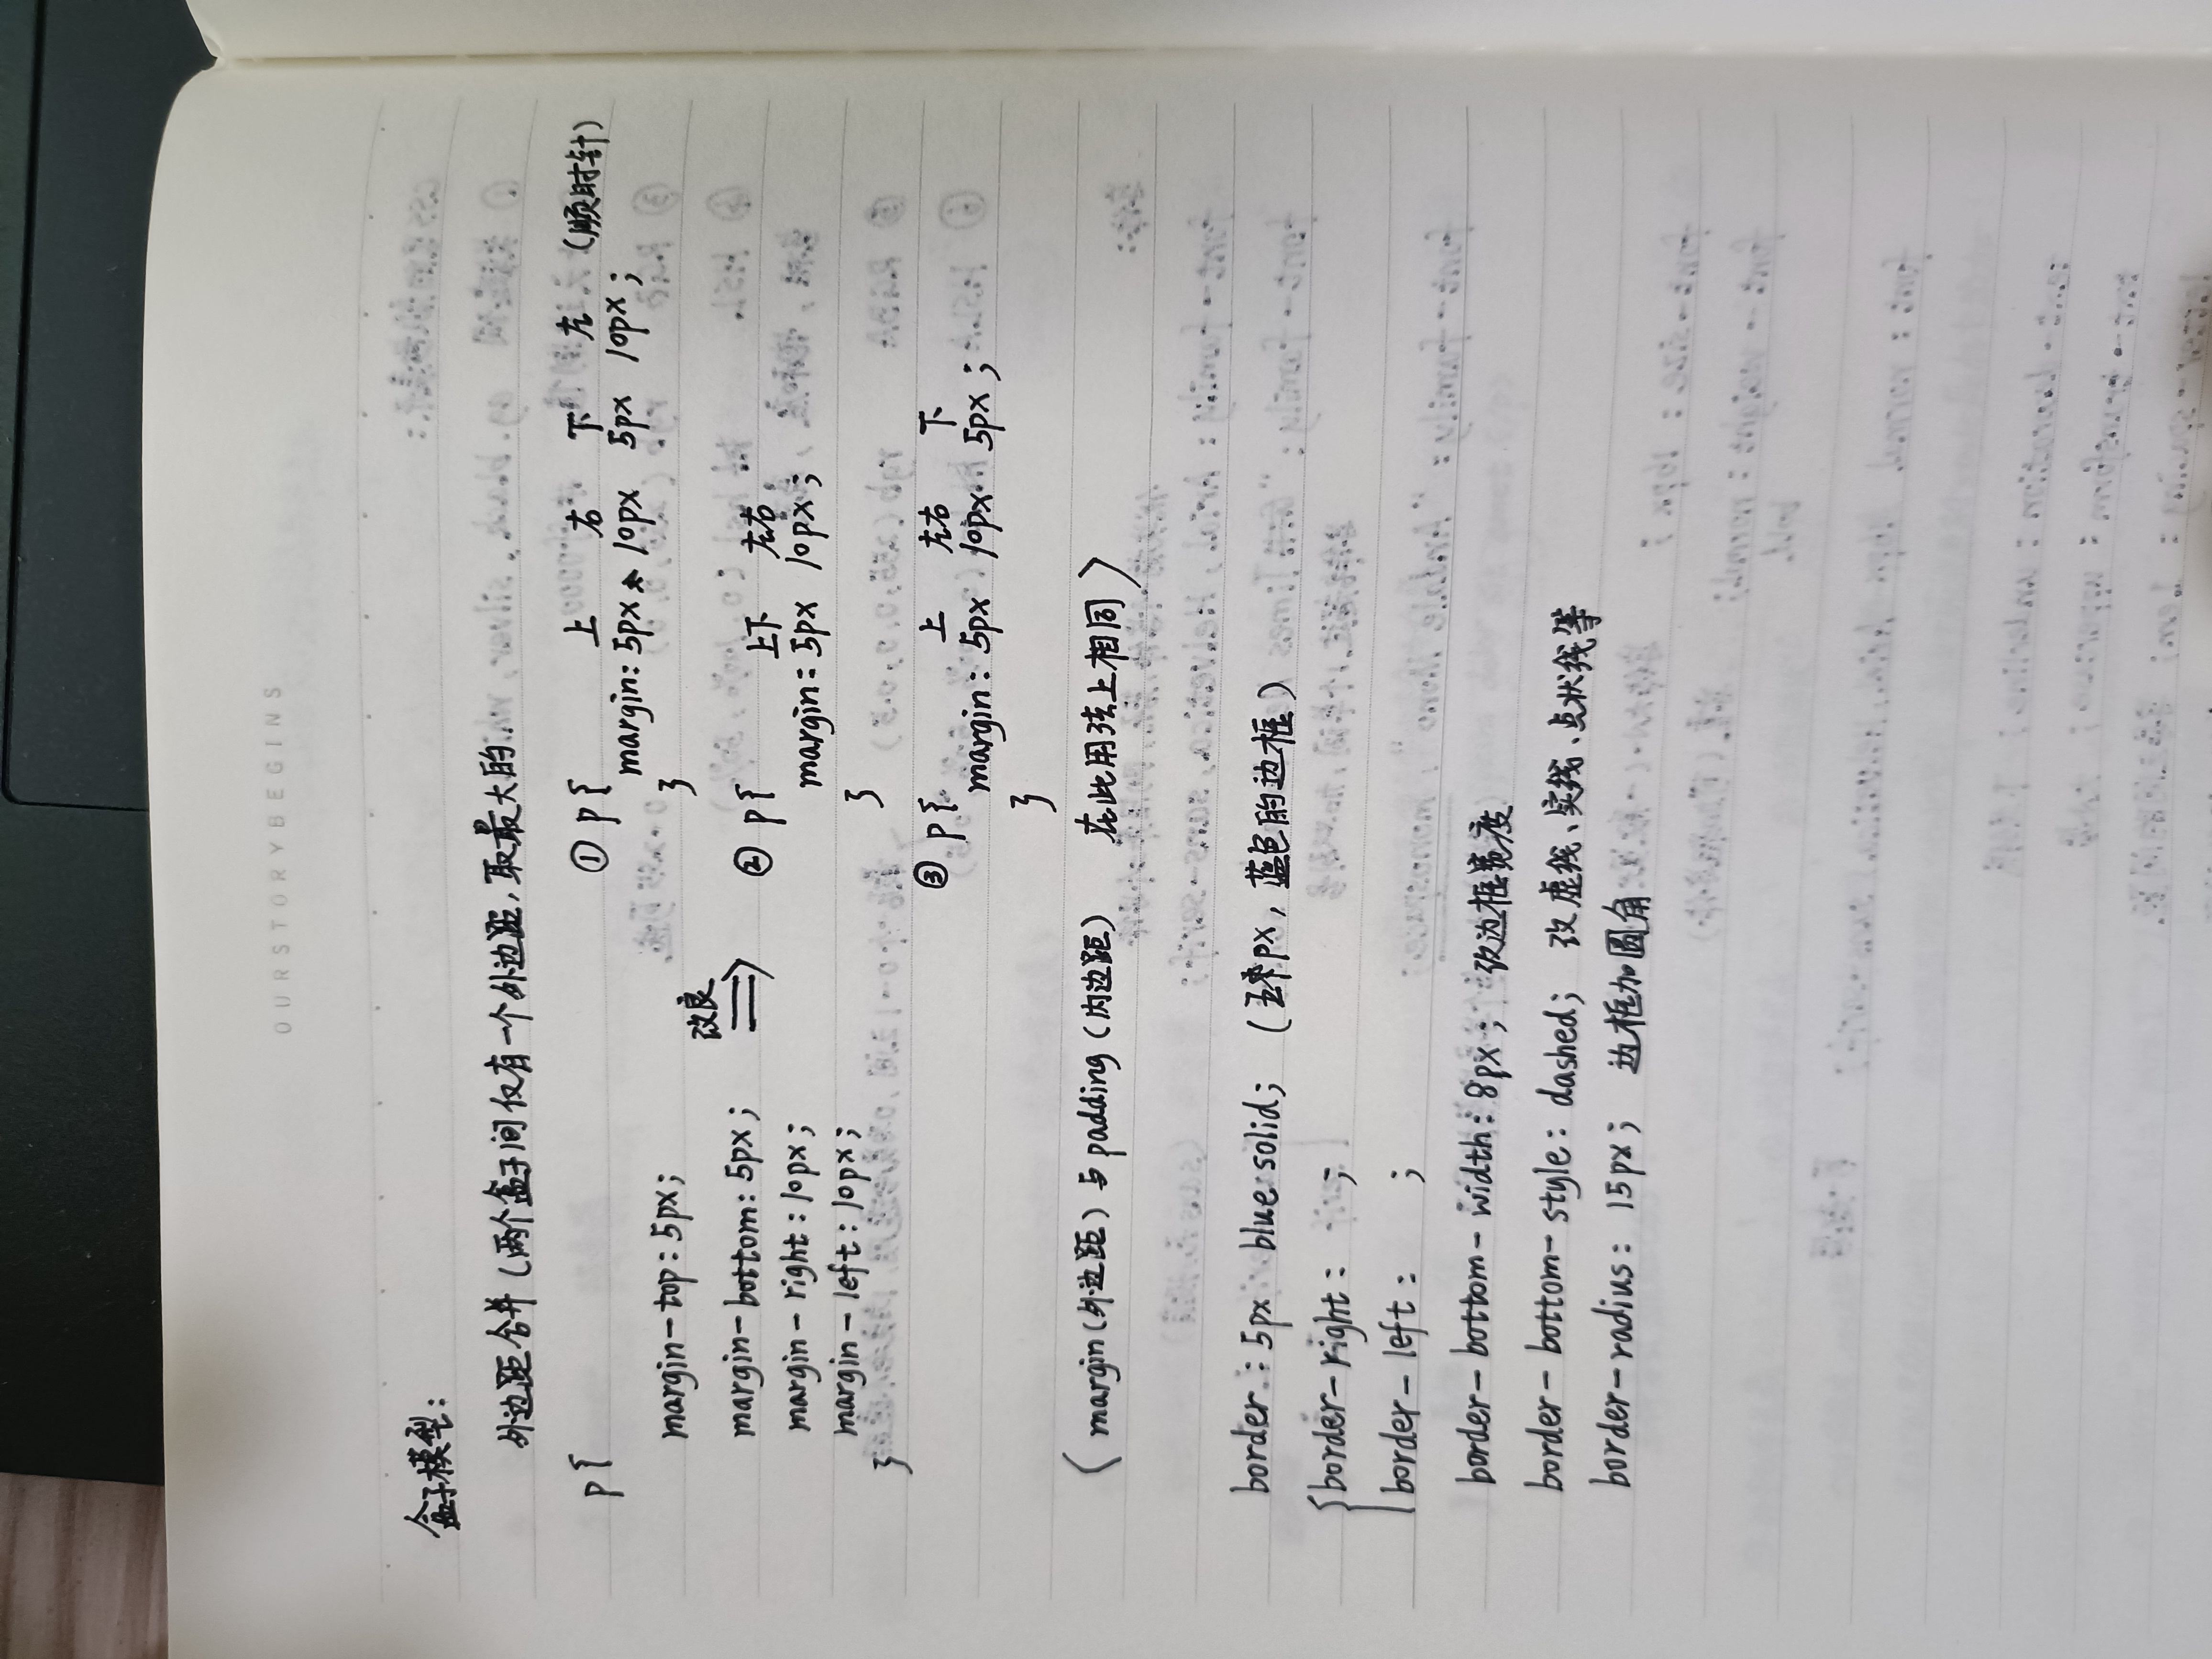 OURSTORYBEGINS
盒子模型：
外边距合并（两个盒子间仅有一个外边距，取最大的.
p{
margin-top：5px；
margin-bottom：5px；
margin-right：10px；
margin-left：10px；
}
改良
⟹
① p{
上 右 下 左（顺时针）
margin：5px 10px 5px 10px；
}
② p{
上下 左右
margin：5px 10px；
}
③ p{
上 左右 下
margin：5px 10px 5px；
}
〈 margin（外边距）与padding（内边距） 在此用法上相同〉
border：5px blue solid； （5px，蓝色的边框）
{border-right： ；
border-left： ；
border-bottom-width：8px； 改边框宽度
border-bottom-style：dashed； 改虚线、实线、点状线等
border-radius：15px； 边框加圆角